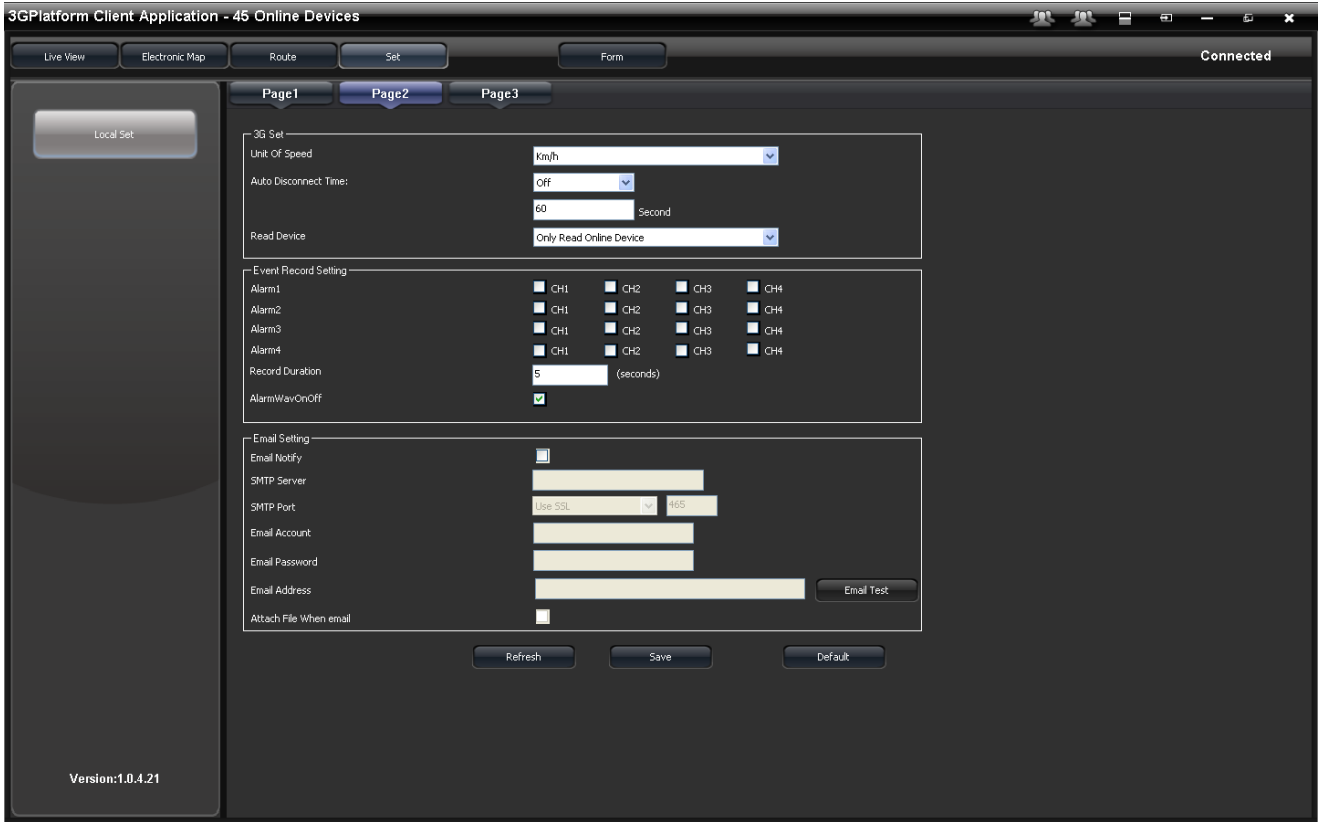 3GPlatform Client Application - 45 Online Devices
Live View Electronic Map Route Set Form Connected
Page1 Page2 Page3
Local Set
3G Set
Unit Of Speed Km/h
Auto Disconnect Time: Off
60 Second
Read Device Only Read Online Device
Event Record Setting
Alarm1 CH1 CH2 CH3 CH4
Alarm2 CH1 CH2 CH3 CH4
Alarm3 CH1 CH2 CH3 CH4
Alarm4 CH1 CH2 CH3 CH4
Record Duration 5 (seconds)
AlarmWavOnOff
Email Setting
Email Notify
SMTP Server
SMTP Port Use SSL 465
Email Account
Email Password
Email Address Email Test
Attach File When email
Refresh Save Default
Version:1.0.4.21